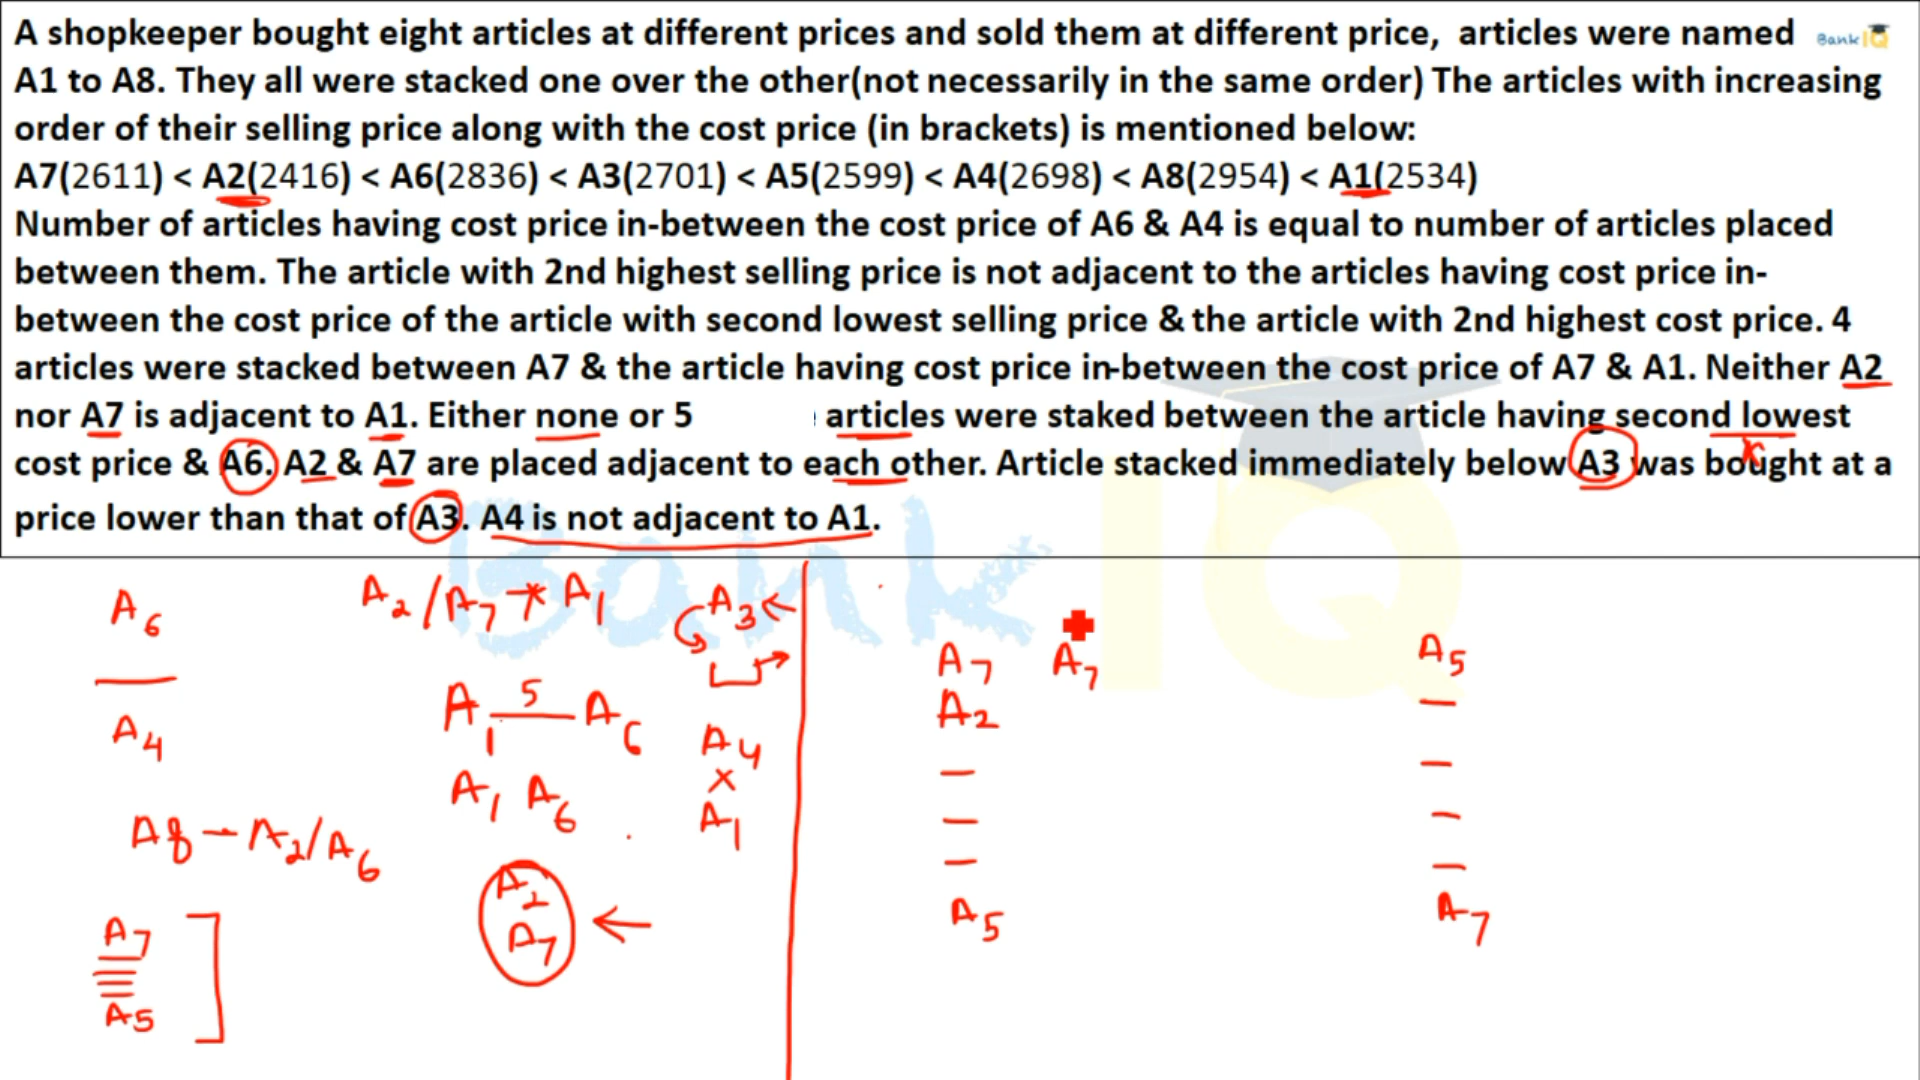 A shopkeeper bought eight articles at different prices and sold them at different price, articles were named
Bank IQ
A1 to A8. They all were stacked one over the other(not necessarily in the same order) The articles with increasing
order of their selling price along with the cost price (in brackets) is mentioned below:
A7(2611) < A2(2416) < A6(2836) < A3(2701) < A5(2599) < A4(2698) < A8(2954) < A1(2534)
Number of articles having cost price in-between the cost price of A6 & A4 is equal to number of articles placed
between them. The article with 2nd highest selling price is not adjacent to the articles having cost price in-
between the cost price of the article with second lowest selling price & the article with 2nd highest cost price. 4
articles were stacked between A7 & the article having cost price in-between the cost price of A7 & A1. Neither A2
nor A7 is adjacent to A1. Either none or 5 articles were staked between the article having second lowest
cost price & A6. A2 & A7 are placed adjacent to each other. Article stacked immediately below A3 was bought at a
price lower than that of A3. A4 is not adjacent to A1.
Bank IQ
A6
A4
A8 - A2/A6
A7
A5
A2/A7 A1
A1 5 A6
A1 A6
A2
A7
A3
A4
x
A1
A7 A7
A2
A5
A5
A7